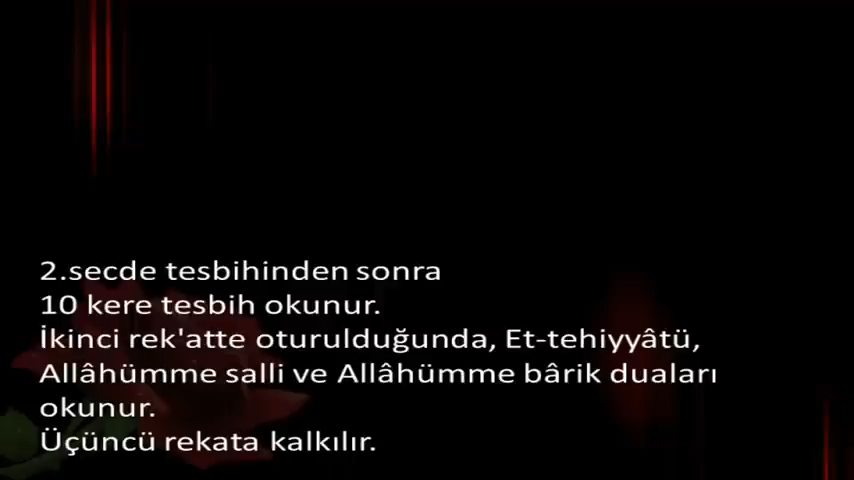 2.secde tesbihinden sonra
10 kere tesbih okunur.
İkinci rek'atte oturulduğunda, Et-tehiyyâtü,
Allâhümme salli ve Allâhümme bârik duaları
okunur.
Üçüncü rekata kalkılır.